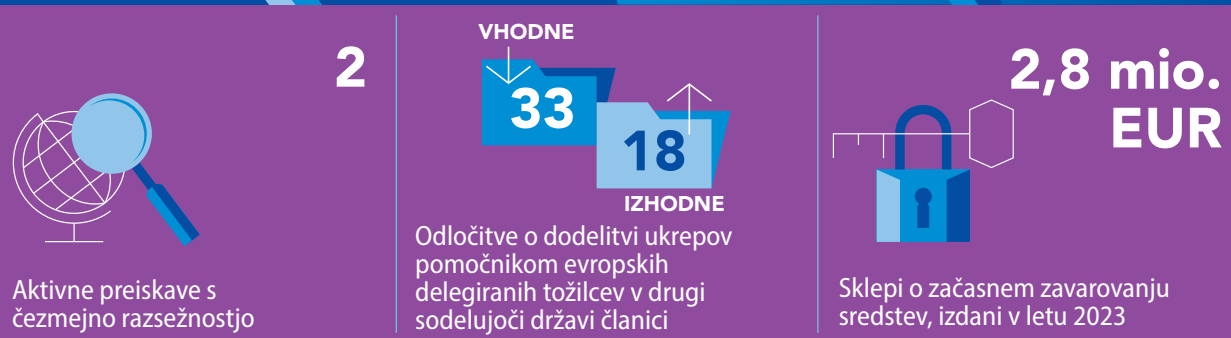 2
Aktivne preiskave s
čezmejno razsežnostjo
VHODNE
33
18
IZHODNE
Odločitve o dodelitvi ukrepov
pomočnikom evropskih
delegiranih tožilcev v drugi
sodelujoči državi članici
2,8 mio.
EUR
Sklepi o začasnem zavarovanju
sredstev, izdani v letu 2023